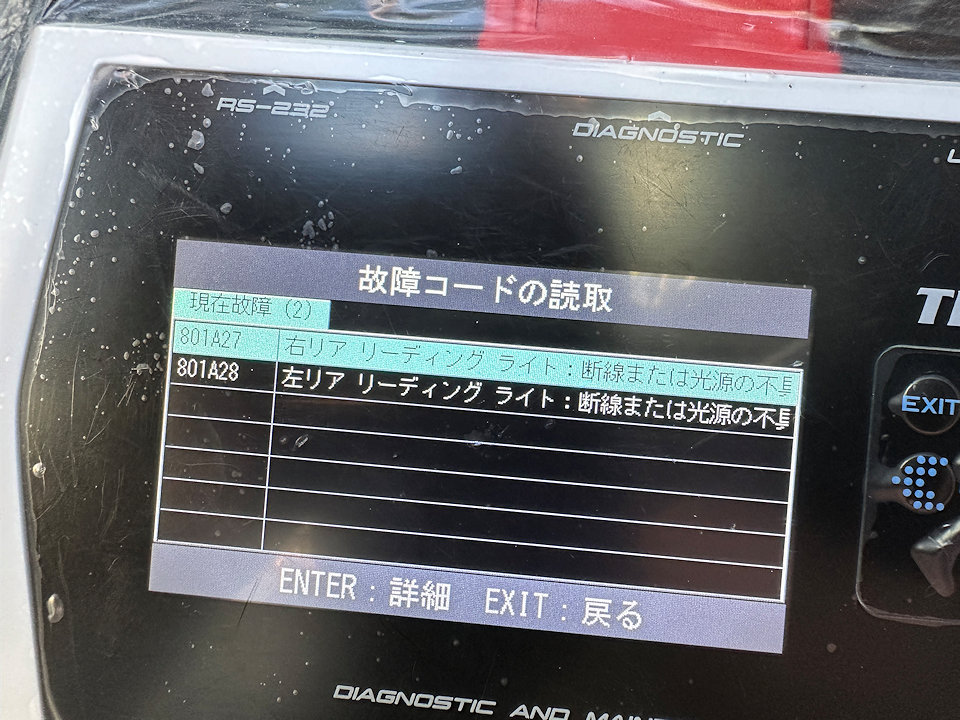 RS-232
DIAGNOSTIC
故障コードの読取
現在故障 (2)
801A27 右リア リーディング ライト：断線または光源の不具
801A28 左リア リーディング ライト：断線または光源の不具
EXIT
ENTER：詳細 EXIT：戻る
DIAGNOSTIC AND